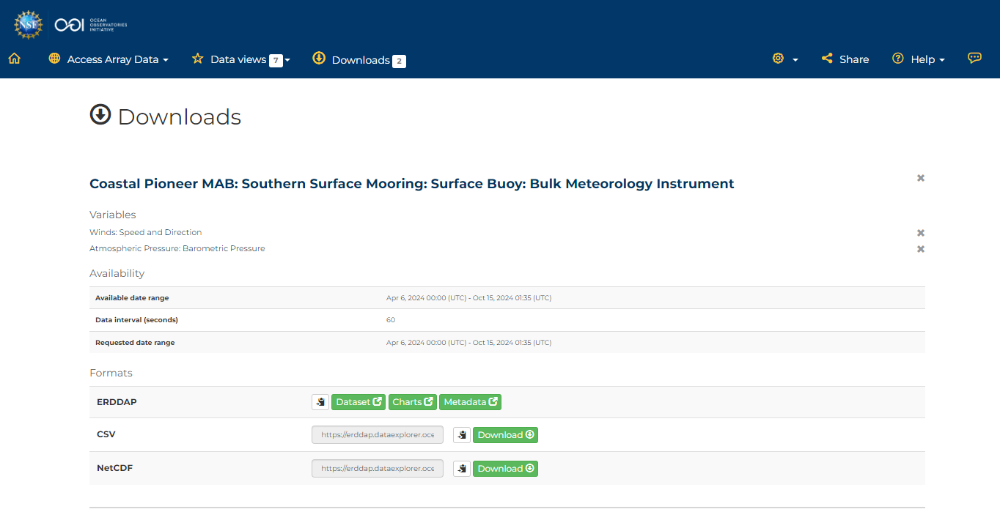 NSF
OOI OCEAN
OBSERVATORIES
INITIATIVE
Access Array Data Data views 7 Downloads 2 Share Help
Downloads
Coastal Pioneer MAB: Southern Surface Mooring: Surface Buoy: Bulk Meteorology Instrument
Variables
Winds: Speed and Direction
Atmospheric Pressure: Barometric Pressure
Availability
Available date range Apr 6, 2024 00:00 (UTC) - Oct 15, 2024 01:35 (UTC)
Data interval (seconds) 60
Requested date range Apr 6, 2024 00:00 (UTC) - Oct 15, 2024 01:35 (UTC)
Formats
ERDDAP Dataset Charts Metadata
CSV https://erddap.dataexplorer.oce Download
NetCDF https://erddap.dataexplorer.oce Download